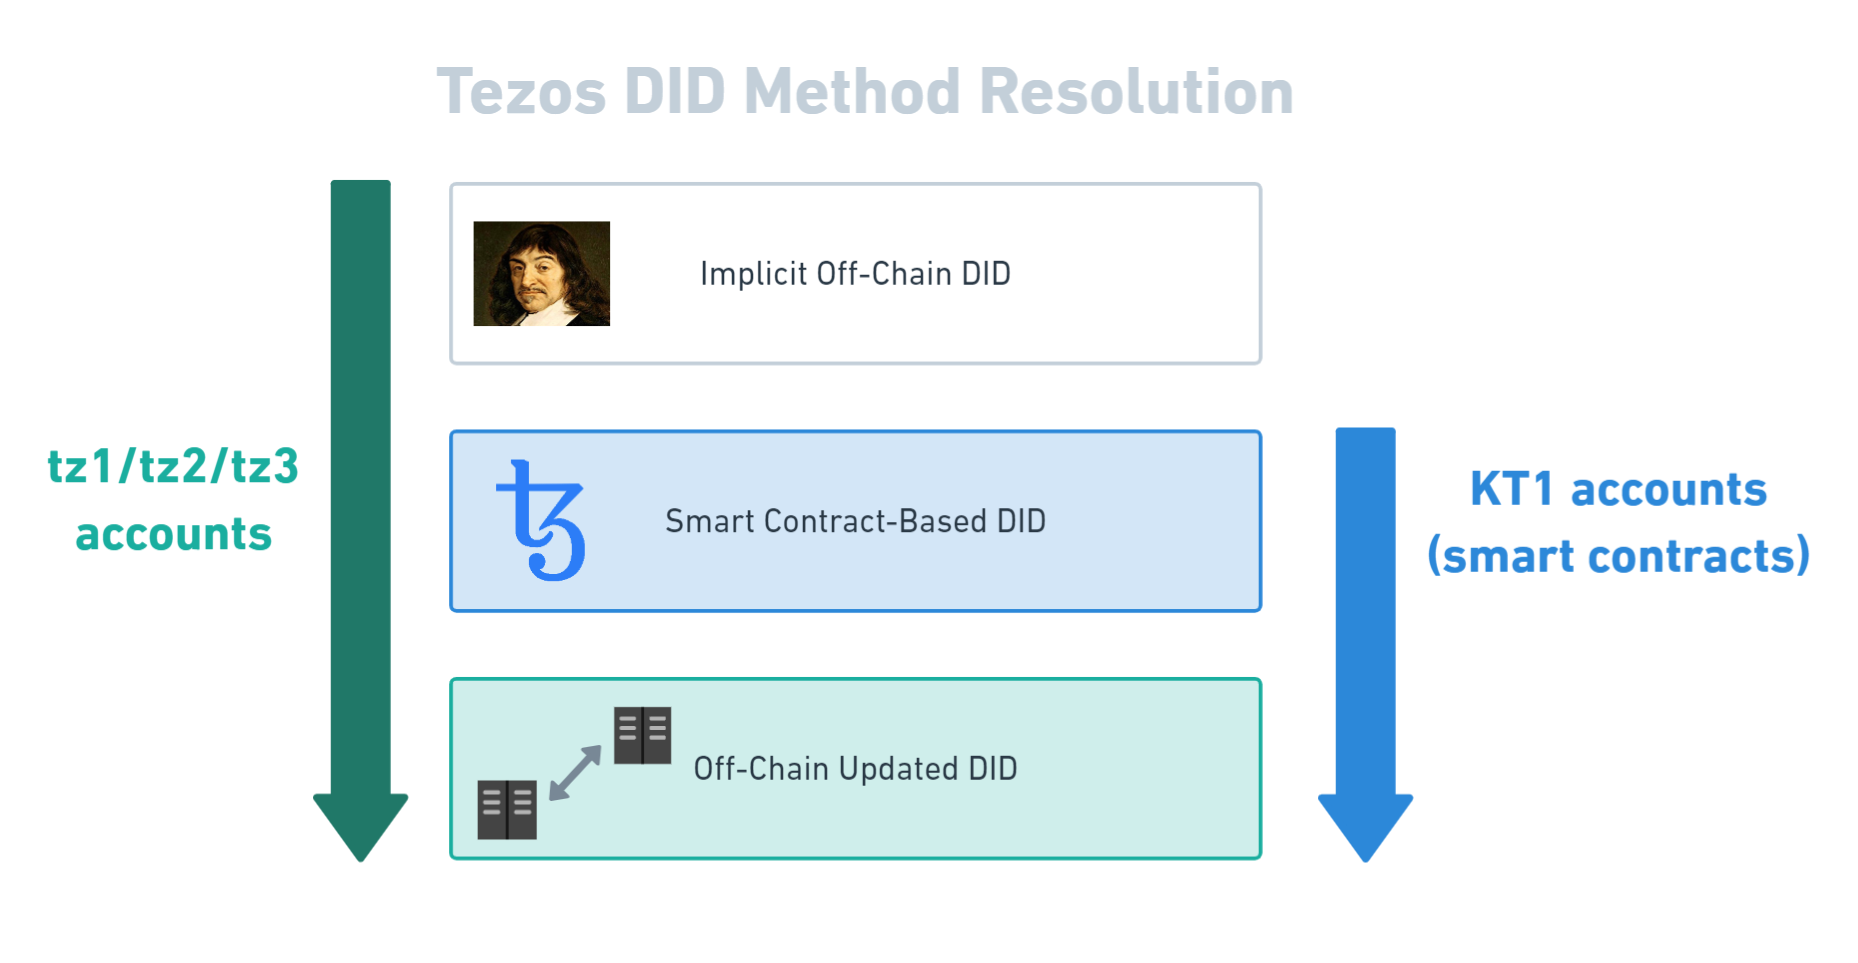 Tezos DID Method Resolution
Implicit Off-Chain DID
tz1/tz2/tz3
accounts
Smart Contract-Based DID
KT1 accounts
(smart contracts)
Off-Chain Updated DID